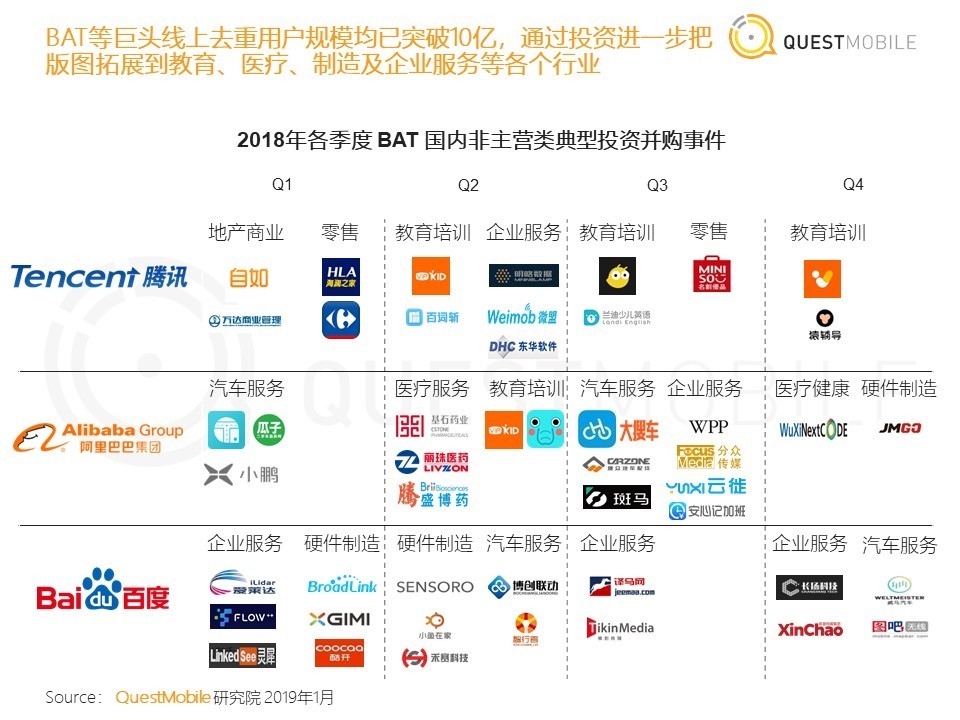 BAT等巨头线上去重用户规模均已突破10亿，通过投资进一步把
版图拓展到教育、医疗、制造及企业服务等各个行业
QUESTMOBILE
2018年各季度 BAT 国内非主营类典型投资并购事件
Q1
Q2
Q3
Q4
Tencent 腾讯
地产商业
自如
万达商业管理
零售
HLA
海澜之家
教育培训
VIPKID
百词斩
企业服务
明略数据
MININGLAMP
Weimob 微盟
DHC 东华软件
教育培训
兰迪少儿英语
Landi English
零售
MINI
SO
名创优品
教育培训
猿辅导
Alibaba Group
阿里巴巴集团
汽车服务
瓜子
小鹏
医疗服务
基石药业
CSTONE
PHARMACEUTICALS
丽珠医药
LIVZON
BriiBiosciences
腾盛博药
教育培训
VIPKID
汽车服务
大搜车
CARZONE
斑马
企业服务
WPP
FOCUS Media 分众传媒
YUNXI 云徙
安心记加班
医疗健康
WuXiNextCODE
硬件制造
JMGO
Baidu 百度
企业服务
iLidar
爱莱达
FLOW++
LinkedSee 灵犀
硬件制造
BroadLink
XGIMI
coocaa
酷开
硬件制造
SENSORO
小鱼在家
禾赛科技
汽车服务
博创联动
智行者
企业服务
译马网
jeemaa.com
TikinMedia
企业服务
长扬科技
CHANGYANG TECH
XinChao
汽车服务
WELTMEISTER
威马汽车
图吧无线
mobile.mapbar.com
QUESTMOBILE
Source： QuestMobile 研究院 2019年1月